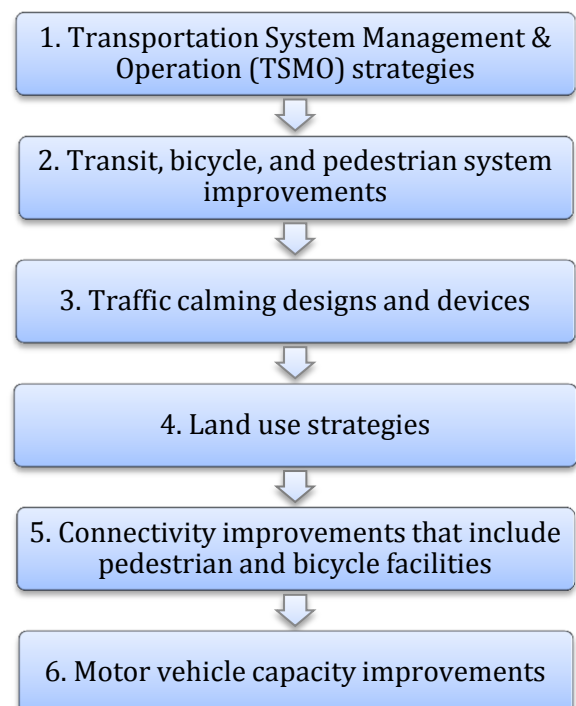 1. Transportation System Management &
Operation (TSMO) strategies
2. Transit, bicycle, and pedestrian system
improvements
3. Traffic calming designs and devices
4. Land use strategies
5. Connectivity improvements that include
pedestrian and bicycle facilities
6. Motor vehicle capacity improvements